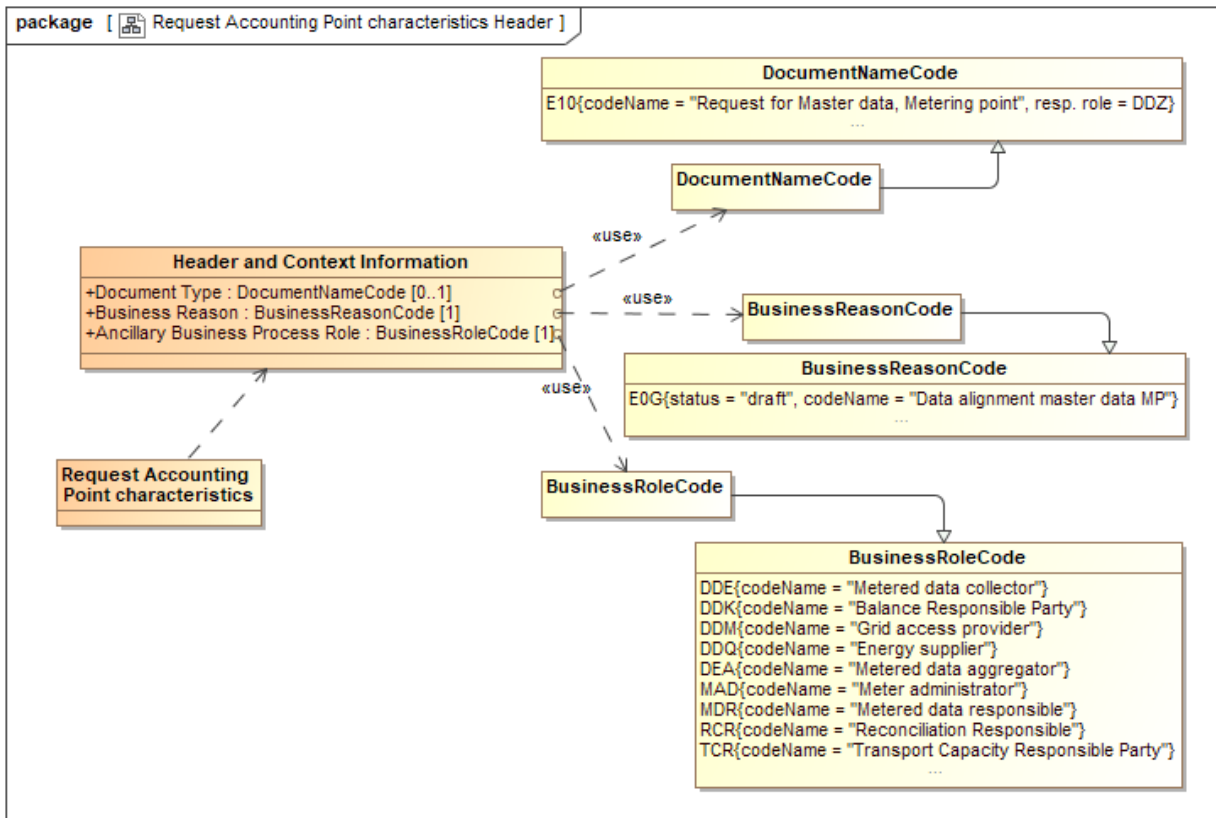 package [ Request Accounting Point characteristics Header ]
DocumentNameCode
E10{codeName = "Request for Master data, Metering point", resp. role = DDZ}
...
DocumentNameCode
«use»
Header and Context Information
+Document Type : DocumentNameCode [0..1]
+Business Reason : BusinessReasonCode [1]
+Ancillary Business Process Role : BusinessRoleCode [1]
«use»
BusinessReasonCode
BusinessReasonCode
E0G{status = "draft", codeName = "Data alignment master data MP"}
...
«use»
Request Accounting
Point characteristics
BusinessRoleCode
BusinessRoleCode
DDE{codeName = "Metered data collector"}
DDK{codeName = "Balance Responsible Party"}
DDM{codeName = "Grid access provider"}
DDQ{codeName = "Energy supplier"}
DEA{codeName = "Metered data aggregator"}
MAD{codeName = "Meter administrator"}
MDR{codeName = "Metered data responsible"}
RCR{codeName = "Reconciliation Responsible"}
TCR{codeName = "Transport Capacity Responsible Party"}
...